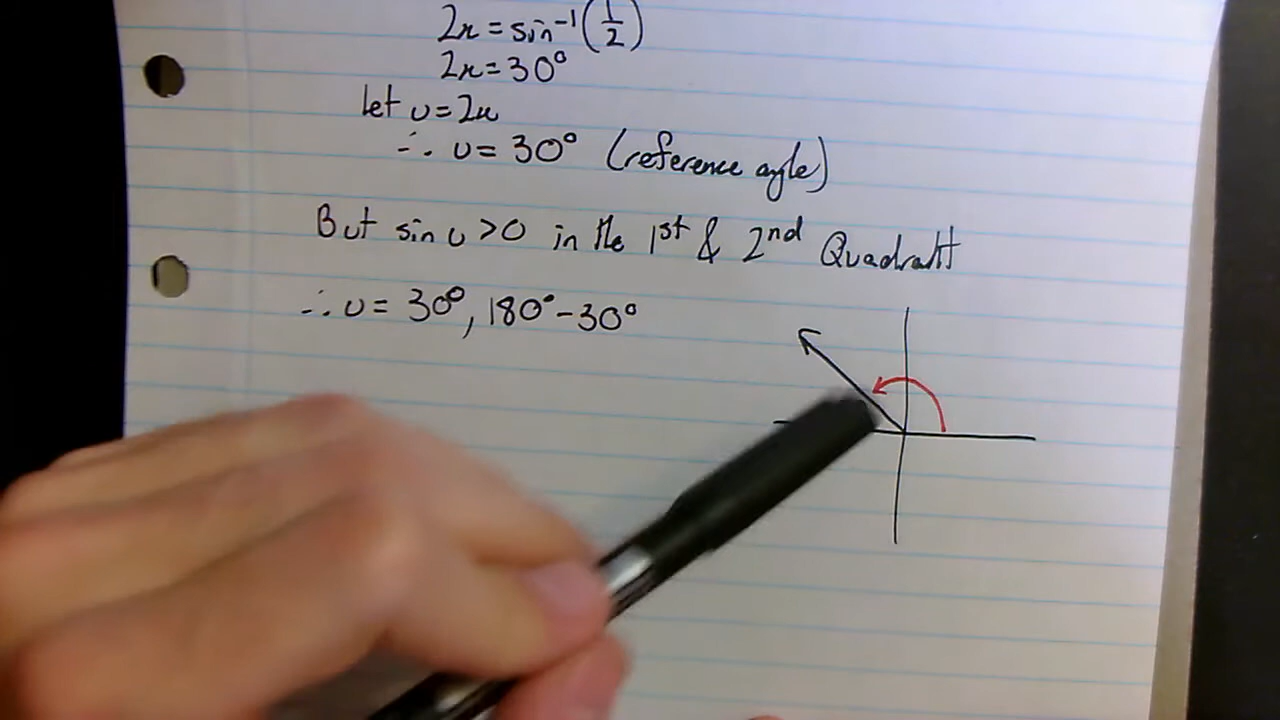 2x = sin⁻¹(1/2)
2x = 30°
let u = 2x
∴ u = 30° (reference angle)
But sin u > 0 in the 1st & 2nd Quadrant
∴ u = 30°, 180° - 30°